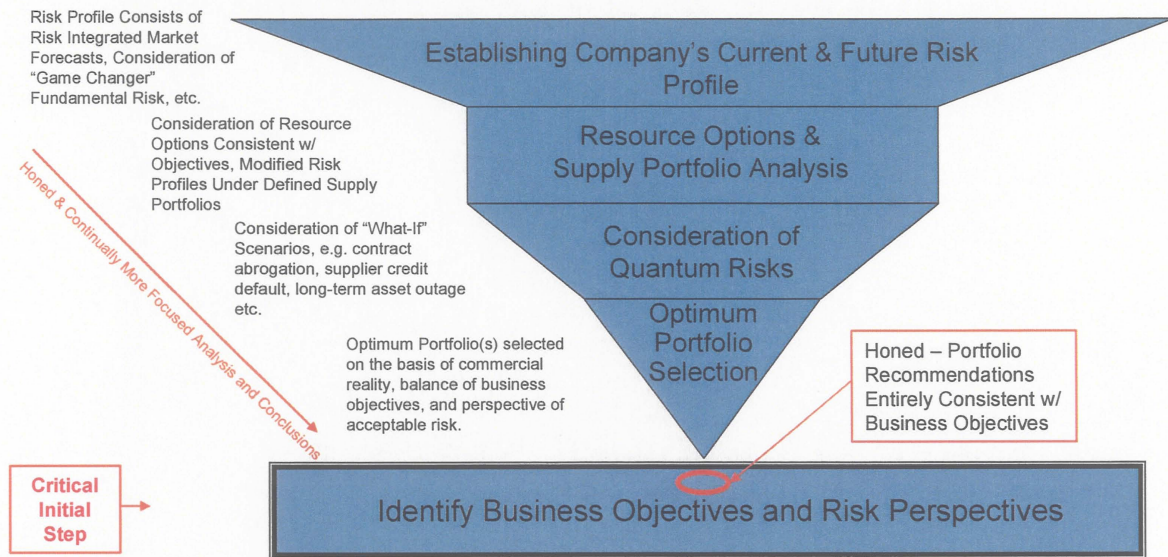 Risk Profile Consists of
Risk Integrated Market
Forecasts, Consideration of
“Game Changer”
Fundamental Risk, etc.
Establishing Company’s Current & Future Risk
Profile
Consideration of Resource
Options Consistent w/
Objectives, Modified Risk
Profiles Under Defined Supply
Portfolios
Resource Options &
Supply Portfolio Analysis
Honed & Continually More Focused Analysis and Conclusions
Consideration of “What-If”
Scenarios, e.g. contract
abrogation, supplier credit
default, long-term asset outage
etc.
Consideration of
Quantum Risks
Optimum Portfolio(s) selected
on the basis of commercial
reality, balance of business
objectives, and perspective of
acceptable risk.
Optimum
Portfolio
Selection
Honed – Portfolio
Recommendations
Entirely Consistent w/
Business Objectives
Critical
Initial
Step
Identify Business Objectives and Risk Perspectives